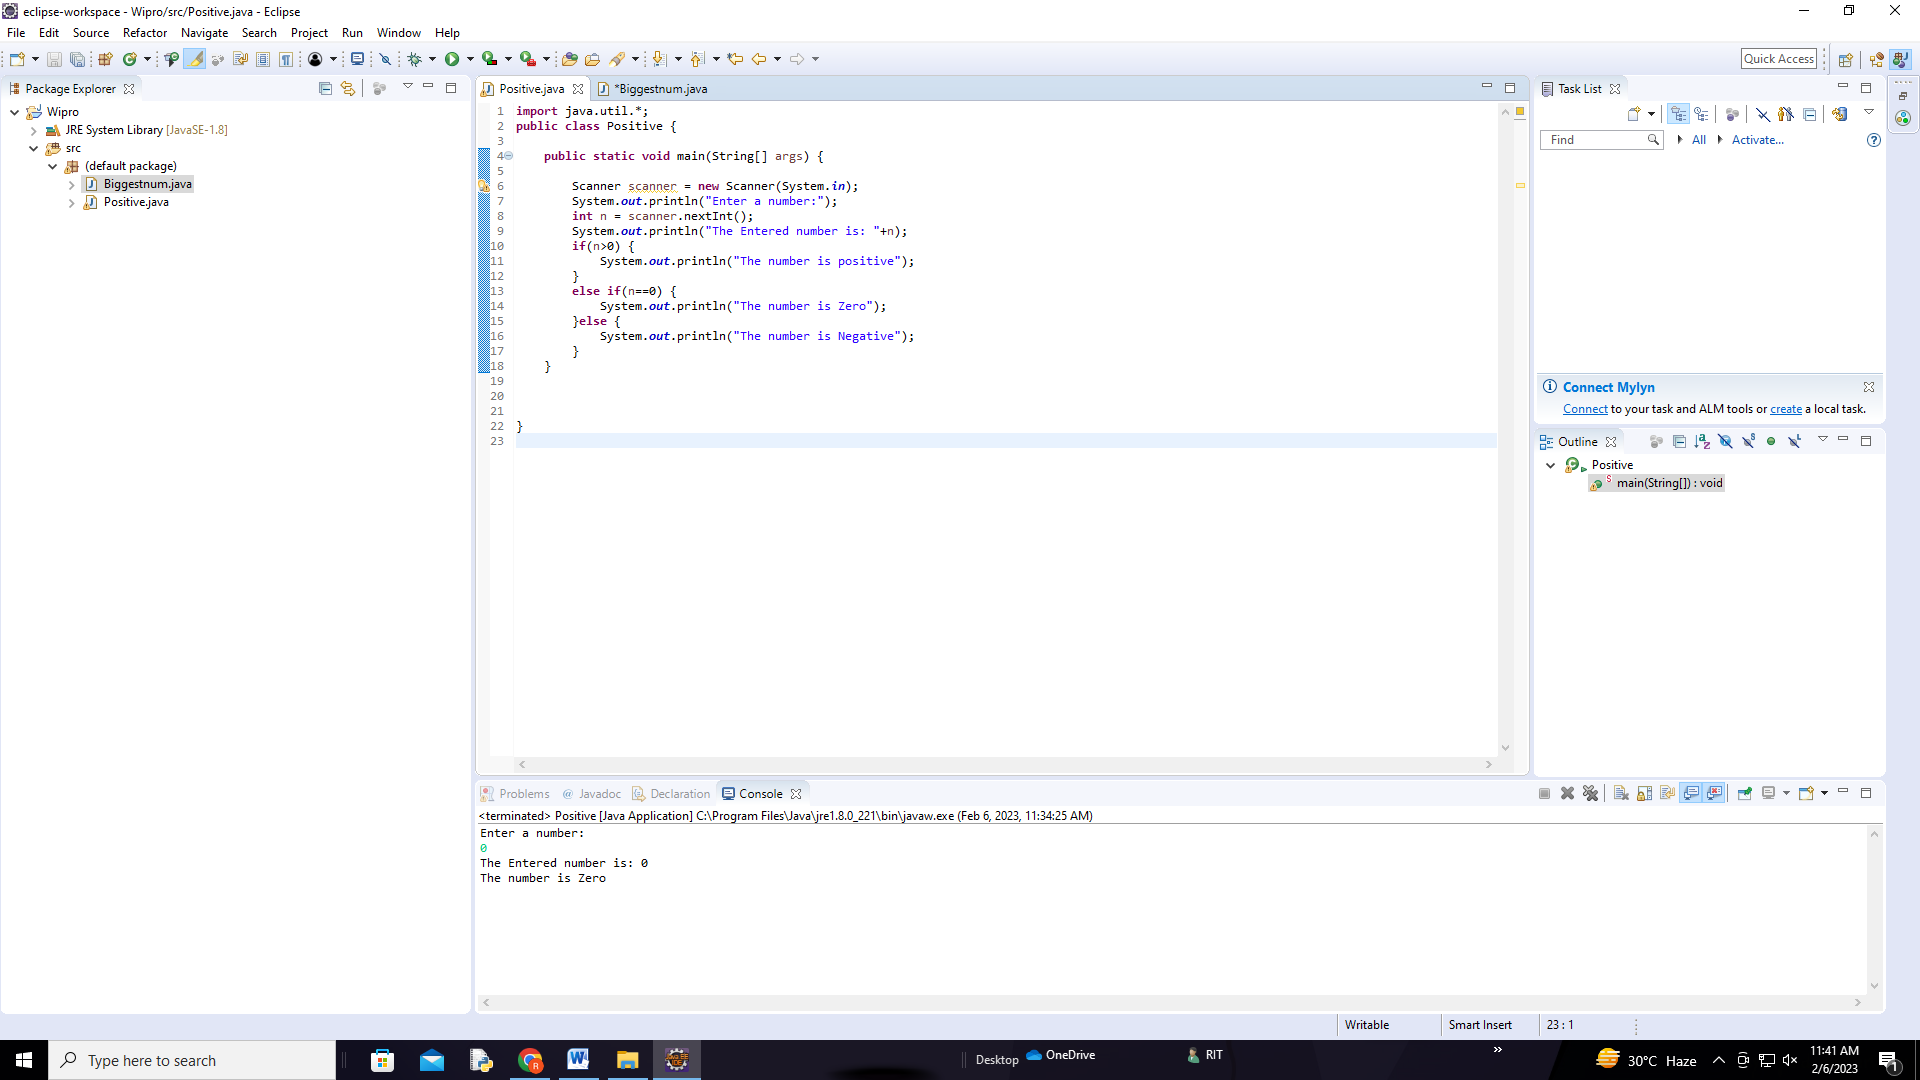 eclipse-workspace - Wipro/src/Positive.java - Eclipse
File Edit Source Refactor Navigate Search Project Run Window Help
Quick Access
Package Explorer
Wipro
JRE System Library [JavaSE-1.8]
src
(default package)
Biggestnum.java
Positive.java
Positive.java *Biggestnum.java
1 import java.util.*;
2 public class Positive {
3
4 public static void main(String[] args) {
5
6 Scanner scanner = new Scanner(System.in);
7 System.out.println("Enter a number:");
8 int n = scanner.nextInt();
9 System.out.println("The Entered number is: "+n);
10 if(n>0) {
11 System.out.println("The number is positive");
12 }
13 else if(n==0) {
14 System.out.println("The number is Zero");
15 }else {
16 System.out.println("The number is Negative");
17 }
18 }
19
20
21
22 }
23
Task List
Find All Activate...
Connect Mylyn
Connect to your task and ALM tools or create a local task.
Outline
Positive
main(String[]) : void
Problems @ Javadoc Declaration Console
<terminated> Positive [Java Application] C:\Program Files\Java\jre1.8.0_221\bin\javaw.exe (Feb 6, 2023, 11:34:25 AM)
Enter a number:
0
The Entered number is: 0
The number is Zero
Writable Smart Insert 23 : 1
Type here to search
Desktop OneDrive RIT
30°C Haze
11:41 AM
2/6/2023
1